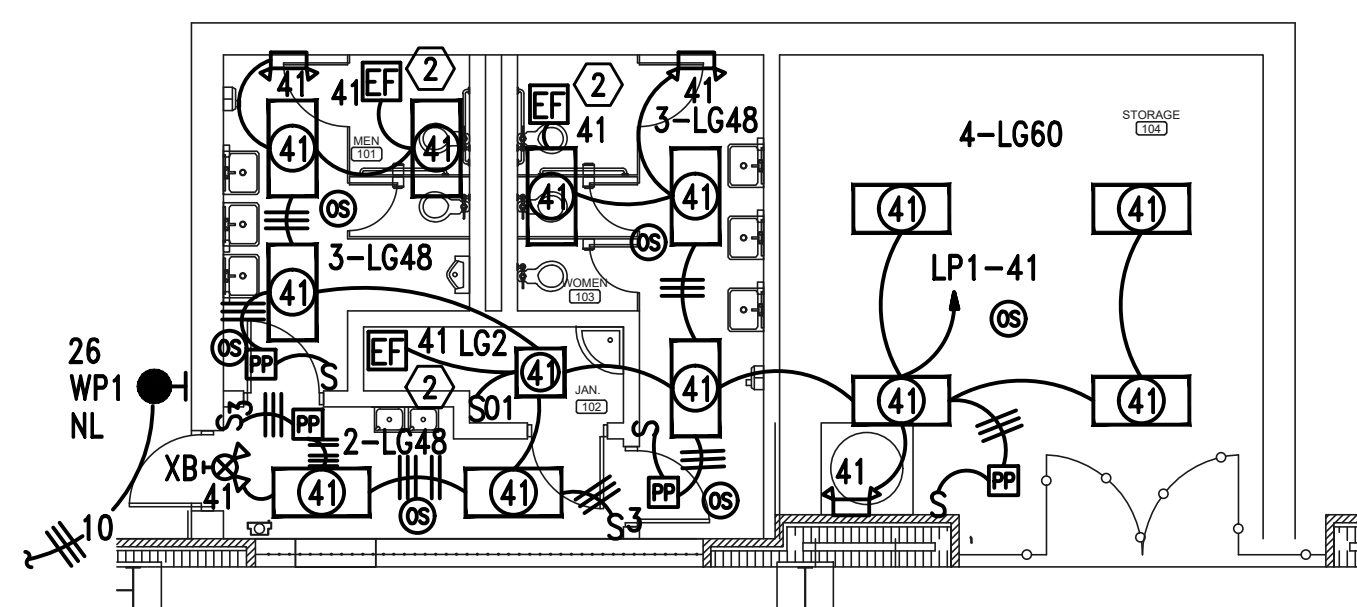 41
41
EF
2
41
41
MEN
101
OS
3-LG48
41
OS
PP
S
EF
41
LG2
2
41
S01
JAN.
102
EF
2
41
41
3-LG48
41
41
OS
WOMEN
103
41
S
PP
OS
4-LG60
STORAGE
104
41
41
LP1-41
OS
41
41
41
PP
S
26
WP1
NL
10
S3
PP
XB
41
2-LG48
41
OS
41
S3